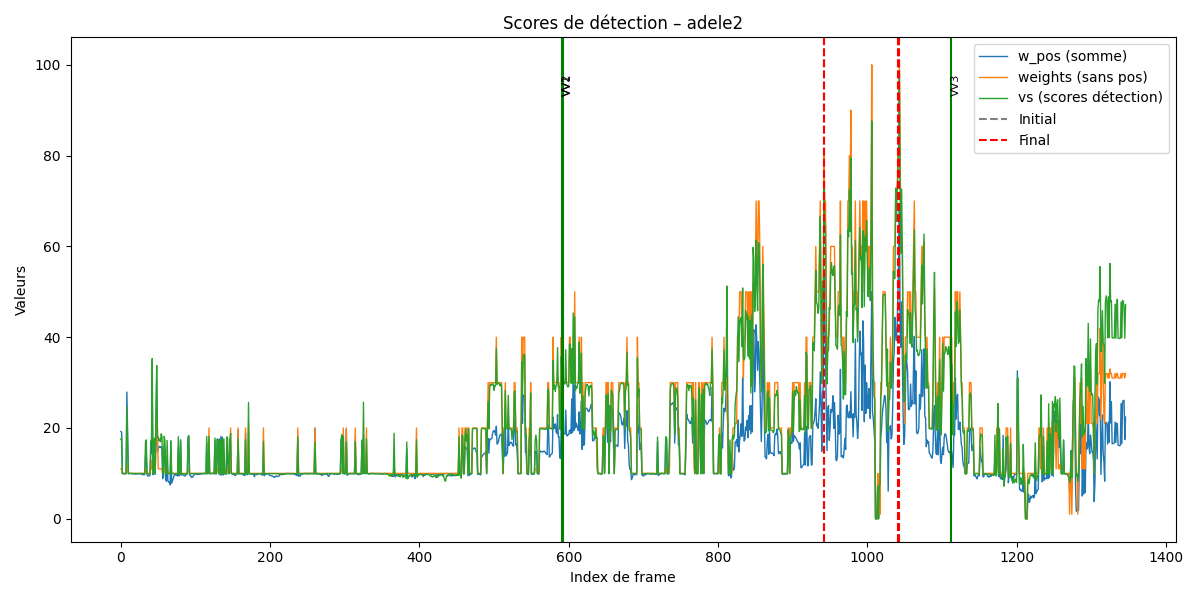 Scores de détection – adele2
w_pos (somme)
weights (sans pos)
vs (scores détection)
Initial
Final
VV3
Valeurs
100
80
60
40
20
0
0
200
400
600
800
1000
1200
1400
Index de frame